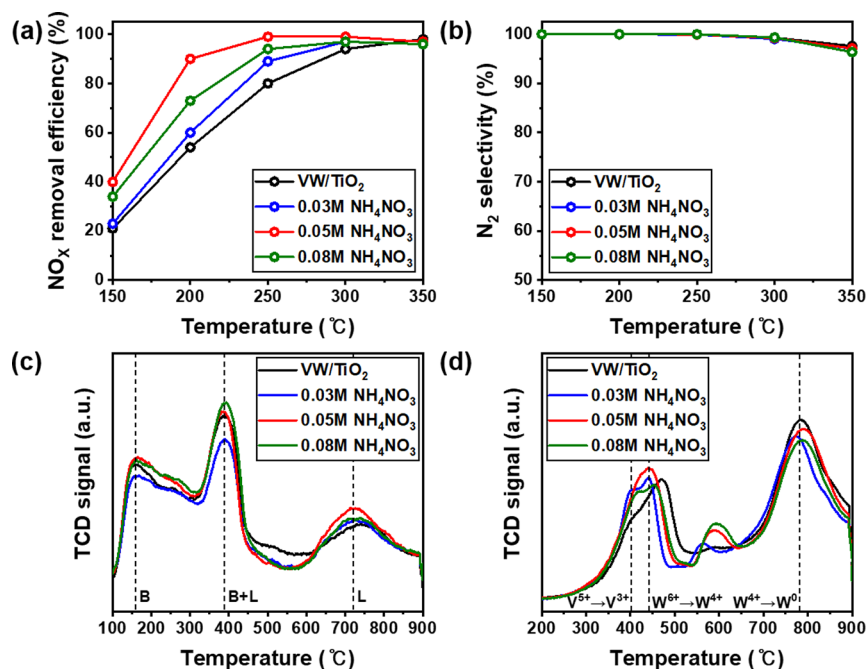 (a)
NOX removal efficiency (%)
100
80
60
40
20
0
VW/TiO2
0.03M NH4NO3
0.05M NH4NO3
0.08M NH4NO3
150 200 250 300 350
Temperature (℃)
(b)
N2 selectivity (%)
100
90
80
70
60
50
VW/TiO2
0.03M NH4NO3
0.05M NH4NO3
0.08M NH4NO3
150 200 250 300 350
Temperature (℃)
(c)
TCD signal (a.u.)
VW/TiO2
0.03M NH4NO3
0.05M NH4NO3
0.08M NH4NO3
B B+L L
100 200 300 400 500 600 700 800 900
Temperature (℃)
(d)
TCD signal (a.u.)
VW/TiO2
0.03M NH4NO3
0.05M NH4NO3
0.08M NH4NO3
V5+→V3+ W6+→W4+ W4+→W0
200 300 400 500 600 700 800 900
Temperature (℃)